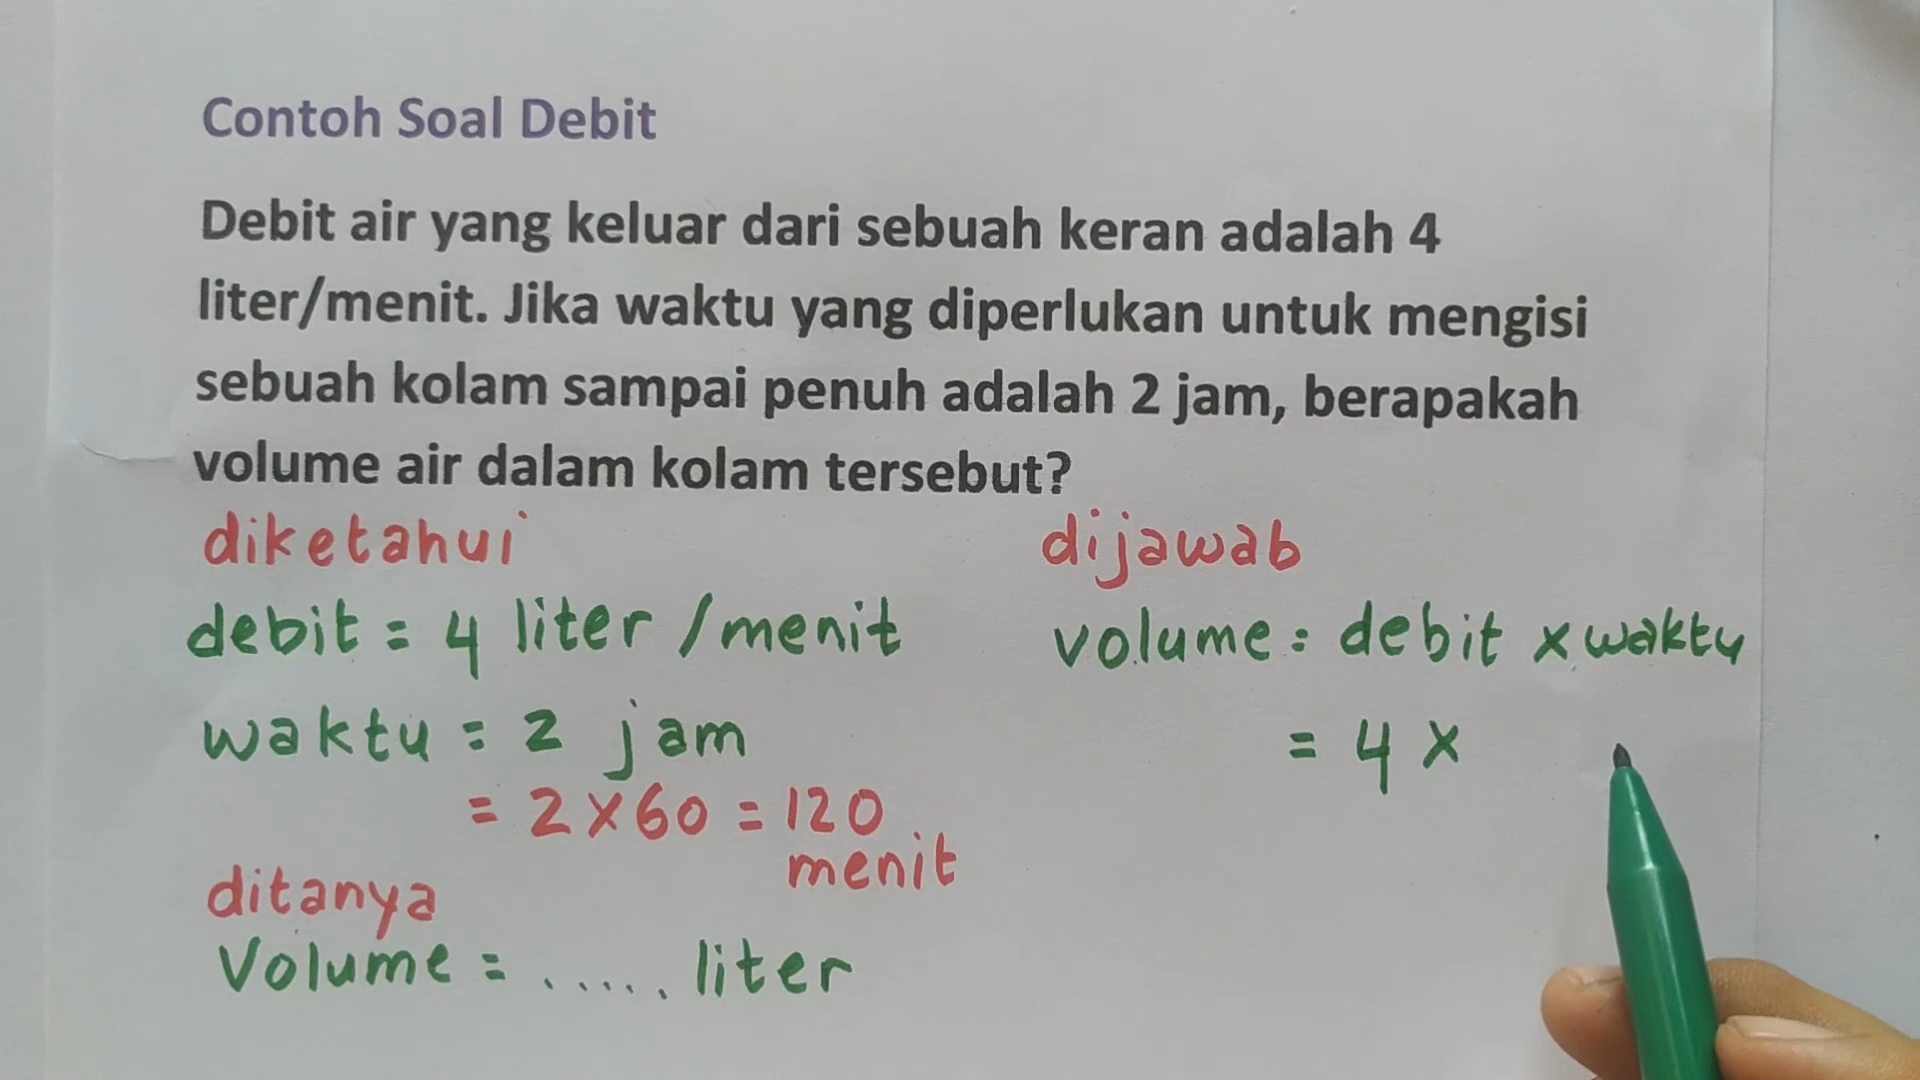 Contoh Soal Debit
Debit air yang keluar dari sebuah keran adalah 4
liter/menit. Jika waktu yang diperlukan untuk mengisi
sebuah kolam sampai penuh adalah 2 jam, berapakah
volume air dalam kolam tersebut?
diketahui
debit = 4 liter /menit
waktu = 2 jam
= 2 x 60 = 120
menit
ditanya
Volume = ..... liter
dijawab
volume = debit x waktu
= 4 x